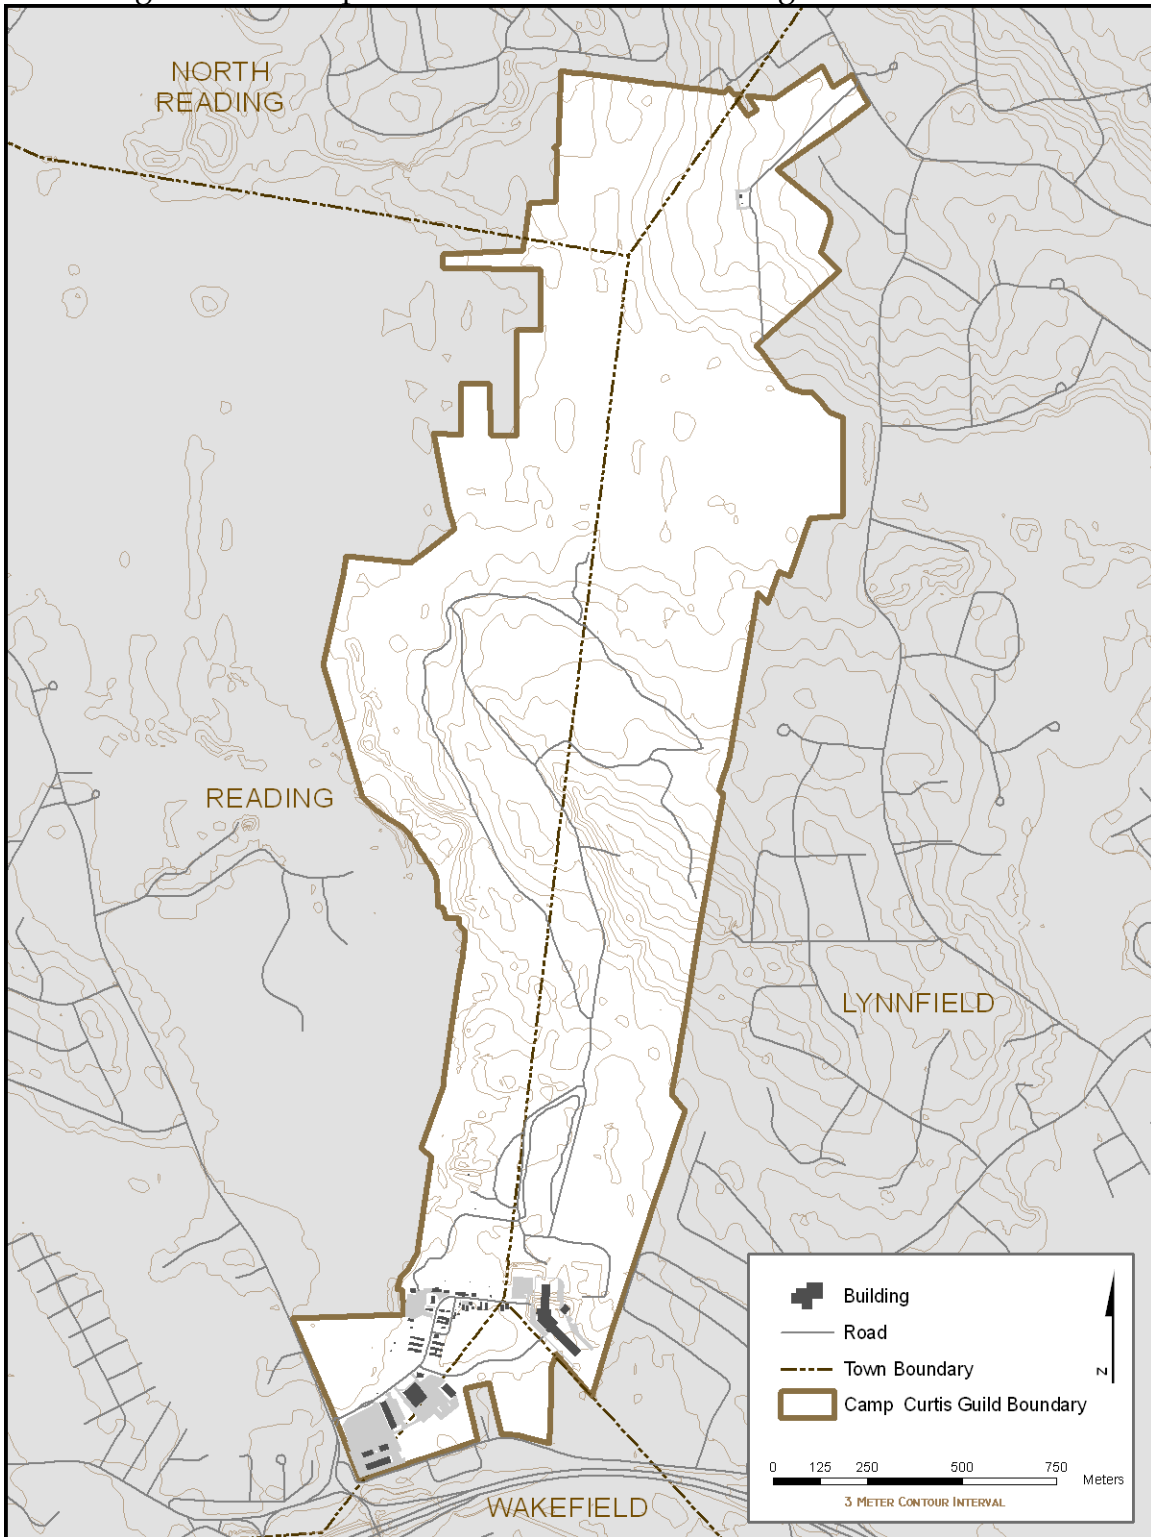 NORTH
READING
READING
LYNNFIELD
WAKEFIELD
Building
Road
Town Boundary
Camp Curtis Guild Boundary
N
0 125 250 500 750 Meters
3 METER CONTOUR INTERVAL